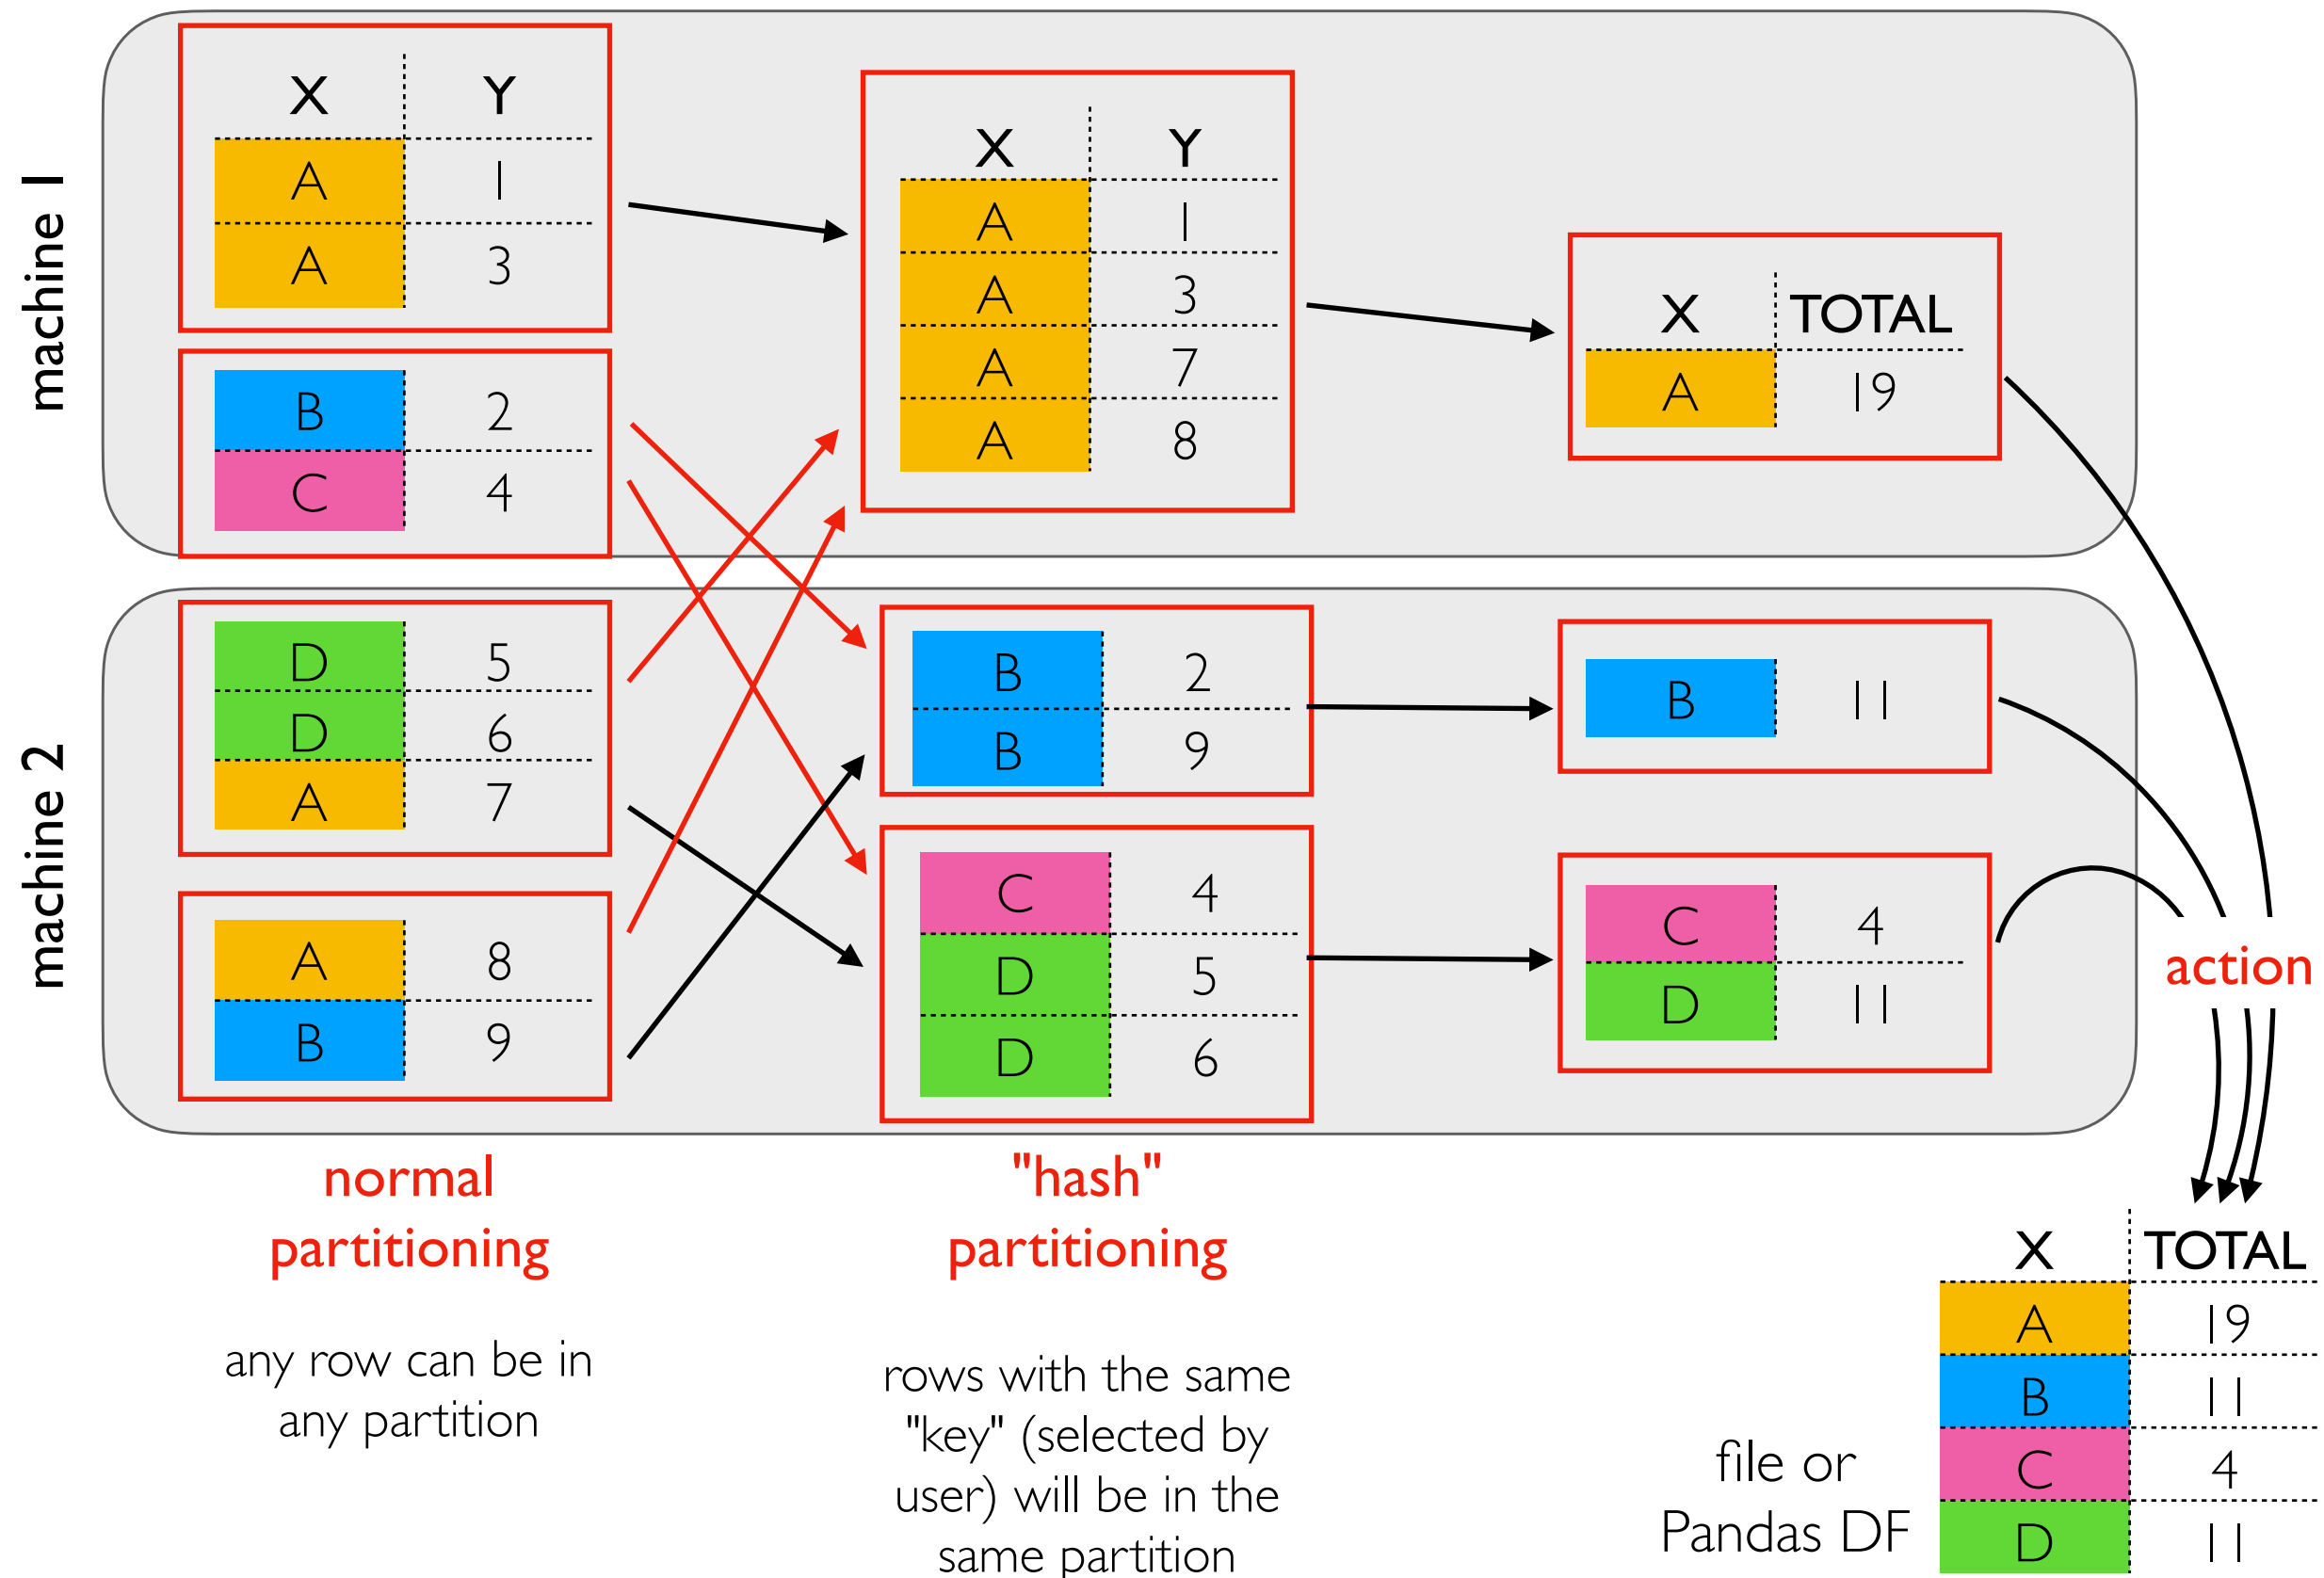 machine 1
X Y
A 1
A 3
B 2
C 4
X Y
A 1
A 3
A 7
A 8
X TOTAL
A 19
machine 2
D 5
D 6
A 7
A 8
B 9
B 2
B 9
C 4
D 5
D 6
B 11
C 4
D 11
action
normal
partitioning
any row can be in
any partition
"hash"
partitioning
rows with the same
"key" (selected by
user) will be in the
same partition
file or
Pandas DF
X TOTAL
A 19
B 11
C 4
D 11